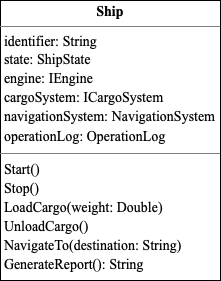 Ship
identifier: String
state: ShipState
engine: IEngine
cargoSystem: ICargoSystem
navigationSystem: NavigationSystem
operationLog: OperationLog
Start()
Stop()
LoadCargo(weight: Double)
UnloadCargo()
NavigateTo(destination: String)
GenerateReport(): String